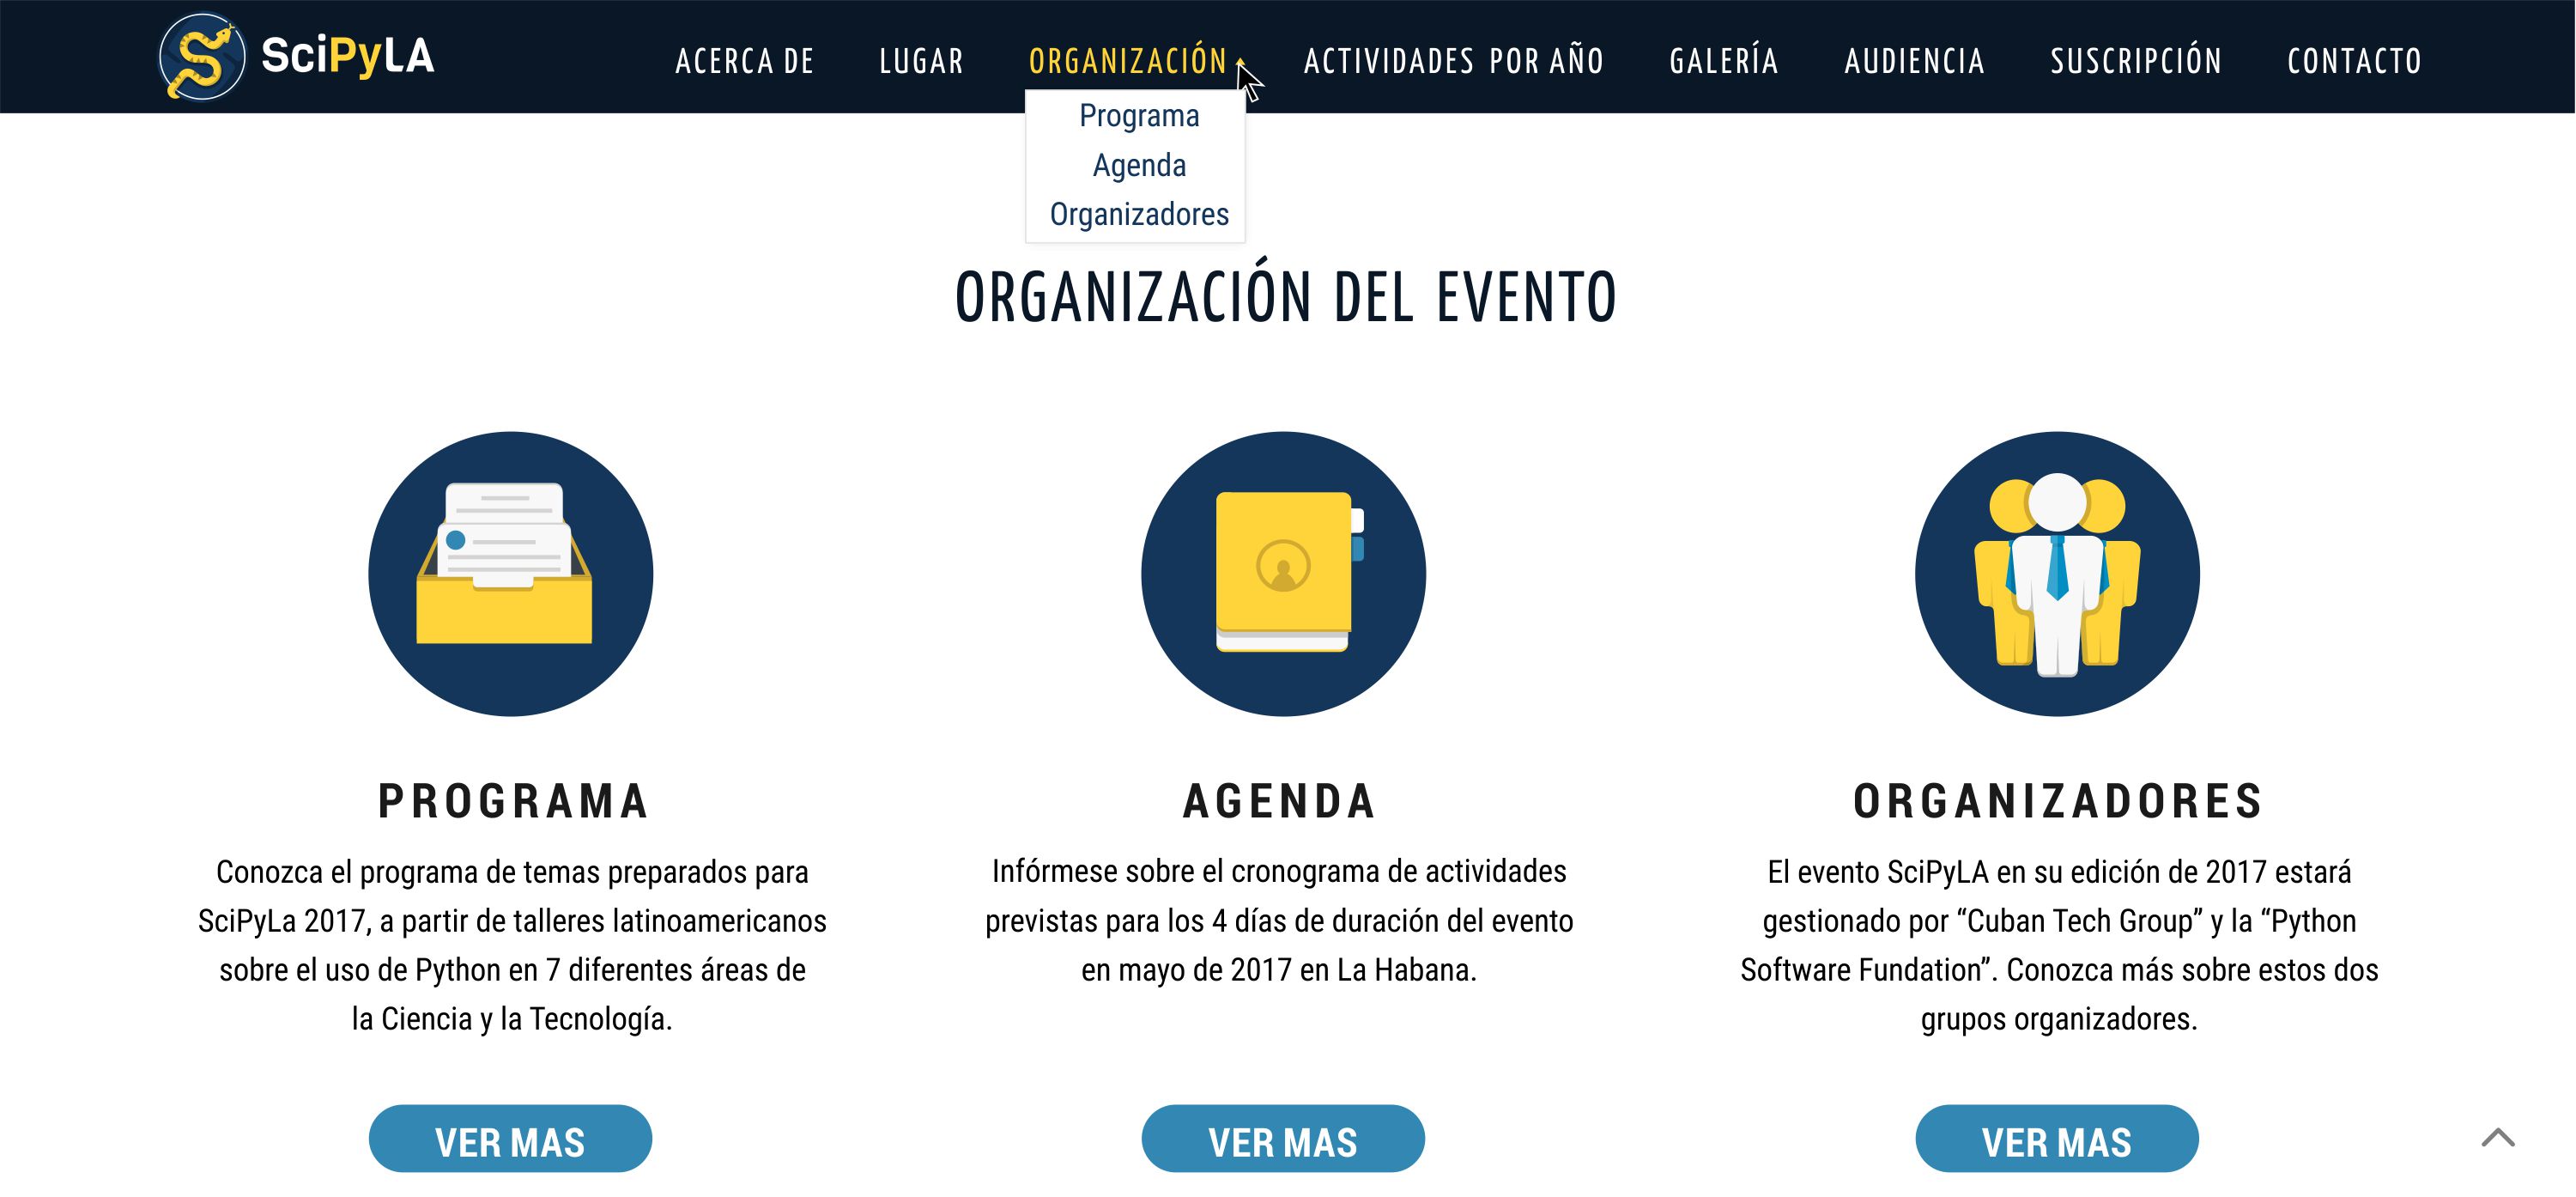 SciPyLA
ACERCA DE LUGAR ORGANIZACIÓN ACTIVIDADES POR AÑO GALERÍA AUDIENCIA SUSCRIPCIÓN CONTACTO
Programa
Agenda
Organizadores
ORGANIZACIÓN DEL EVENTO
PROGRAMA
Conozca el programa de temas preparados para
SciPyLa 2017, a partir de talleres latinoamericanos
sobre el uso de Python en 7 diferentes áreas de
la Ciencia y la Tecnología.
VER MAS
AGENDA
Infórmese sobre el cronograma de actividades
previstas para los 4 días de duración del evento
en mayo de 2017 en La Habana.
VER MAS
ORGANIZADORES
El evento SciPyLA en su edición de 2017 estará
gestionado por “Cuban Tech Group” y la “Python
Software Fundation”. Conozca más sobre estos dos
grupos organizadores.
VER MAS